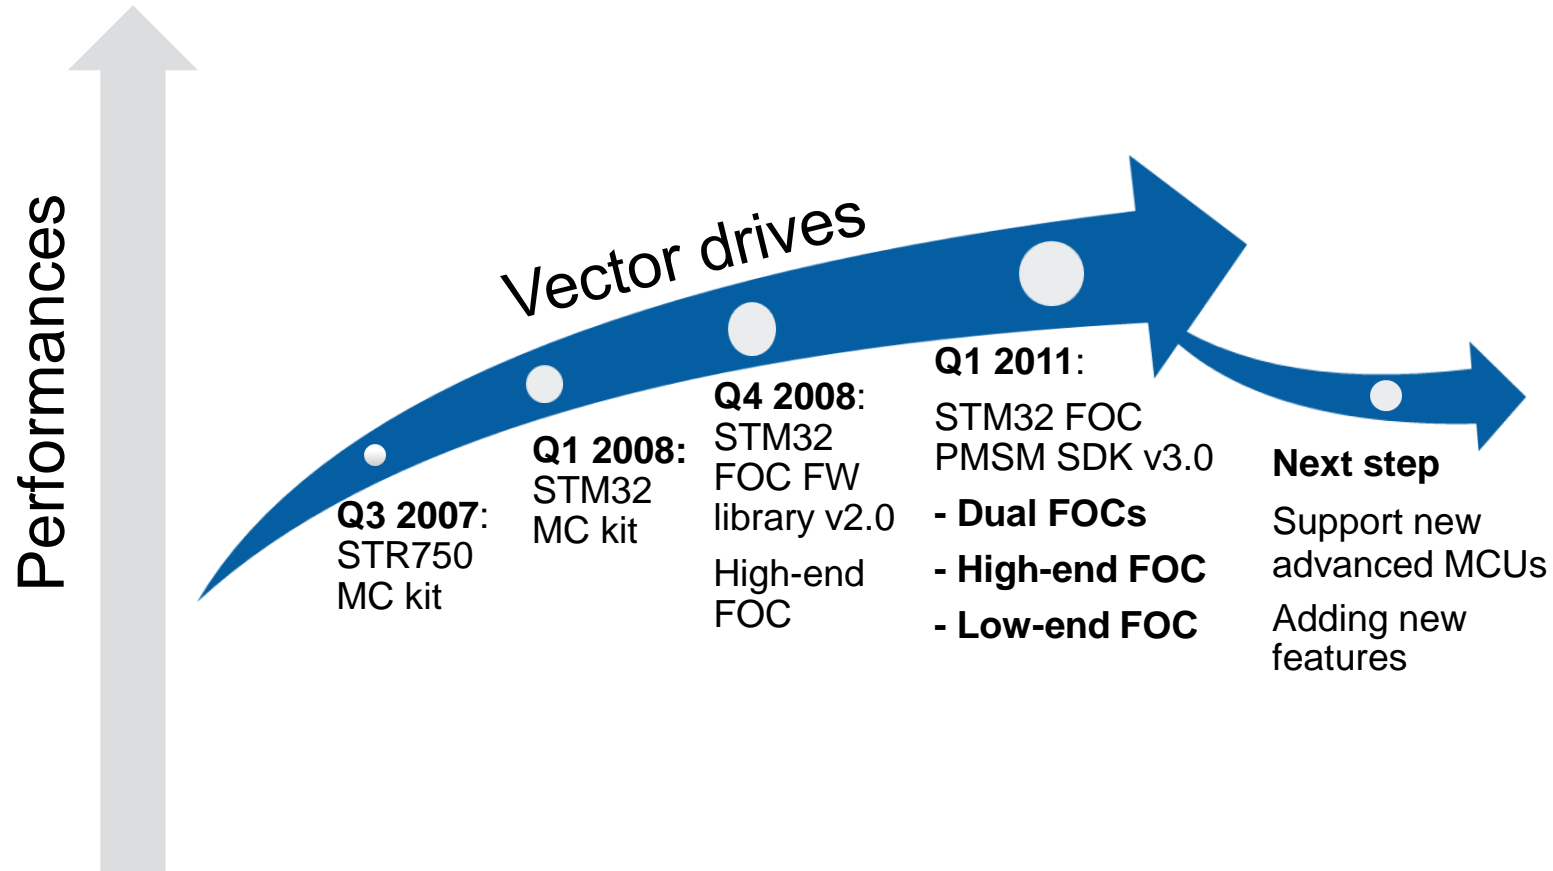 Performances
Vector drives
Q3 2007:
STR750
MC kit
Q1 2008:
STM32
MC kit
Q4 2008:
STM32
FOC FW
library v2.0
High-end
FOC
Q1 2011:
STM32 FOC
PMSM SDK v3.0
- Dual FOCs
- High-end FOC
- Low-end FOC
Next step
Support new
advanced MCUs
Adding new
features